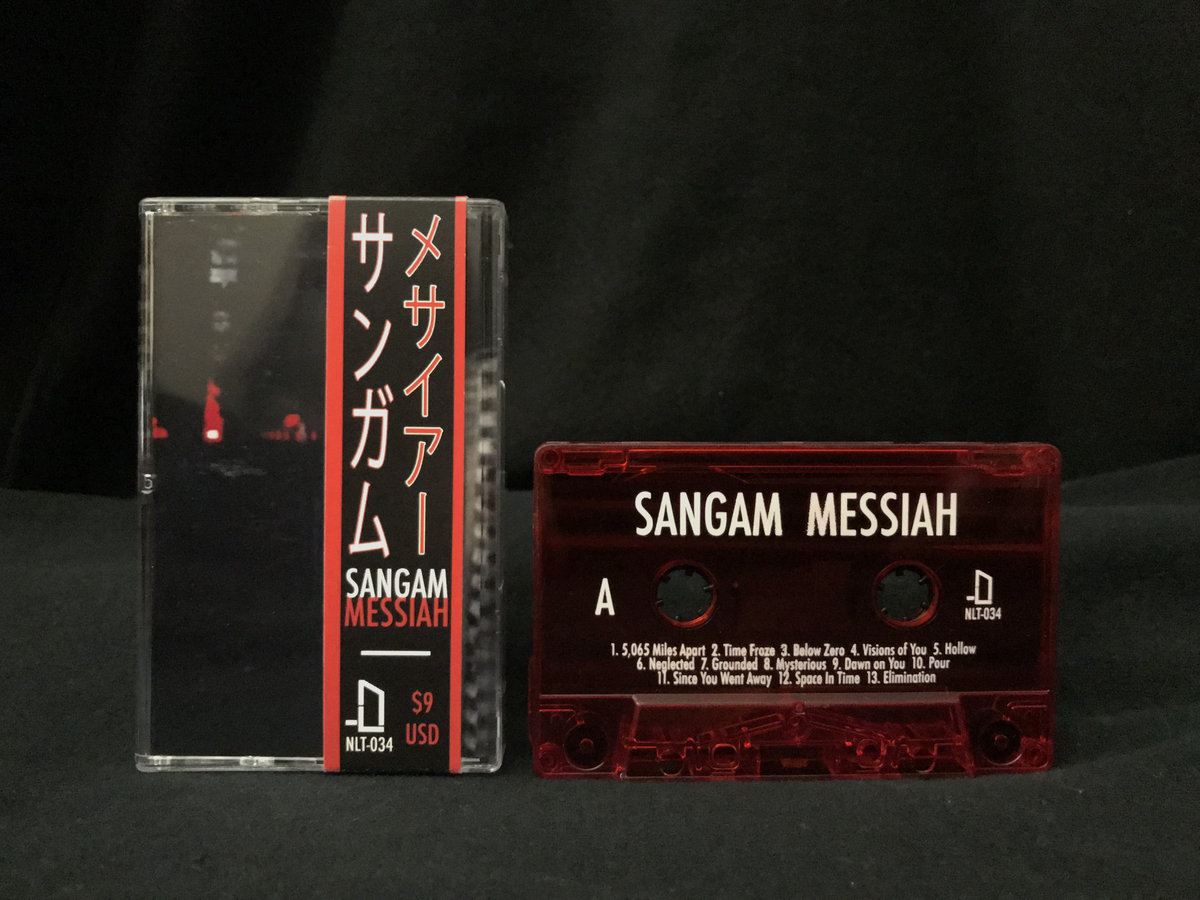 メサイアー
サンガム
SANGAM
MESSIAH
NLT-034
$9
USD
SANGAM MESSIAH
A
NLT-034
1. 5,065 Miles Apart 2. Time Fraze 3. Below Zero 4. Visions of You 5. Hollow
6. Neglected 7. Grounded 8. Mysterious 9. Dawn on You 10. Pour
11. Since You Went Away 12. Space In Time 13. Elimination